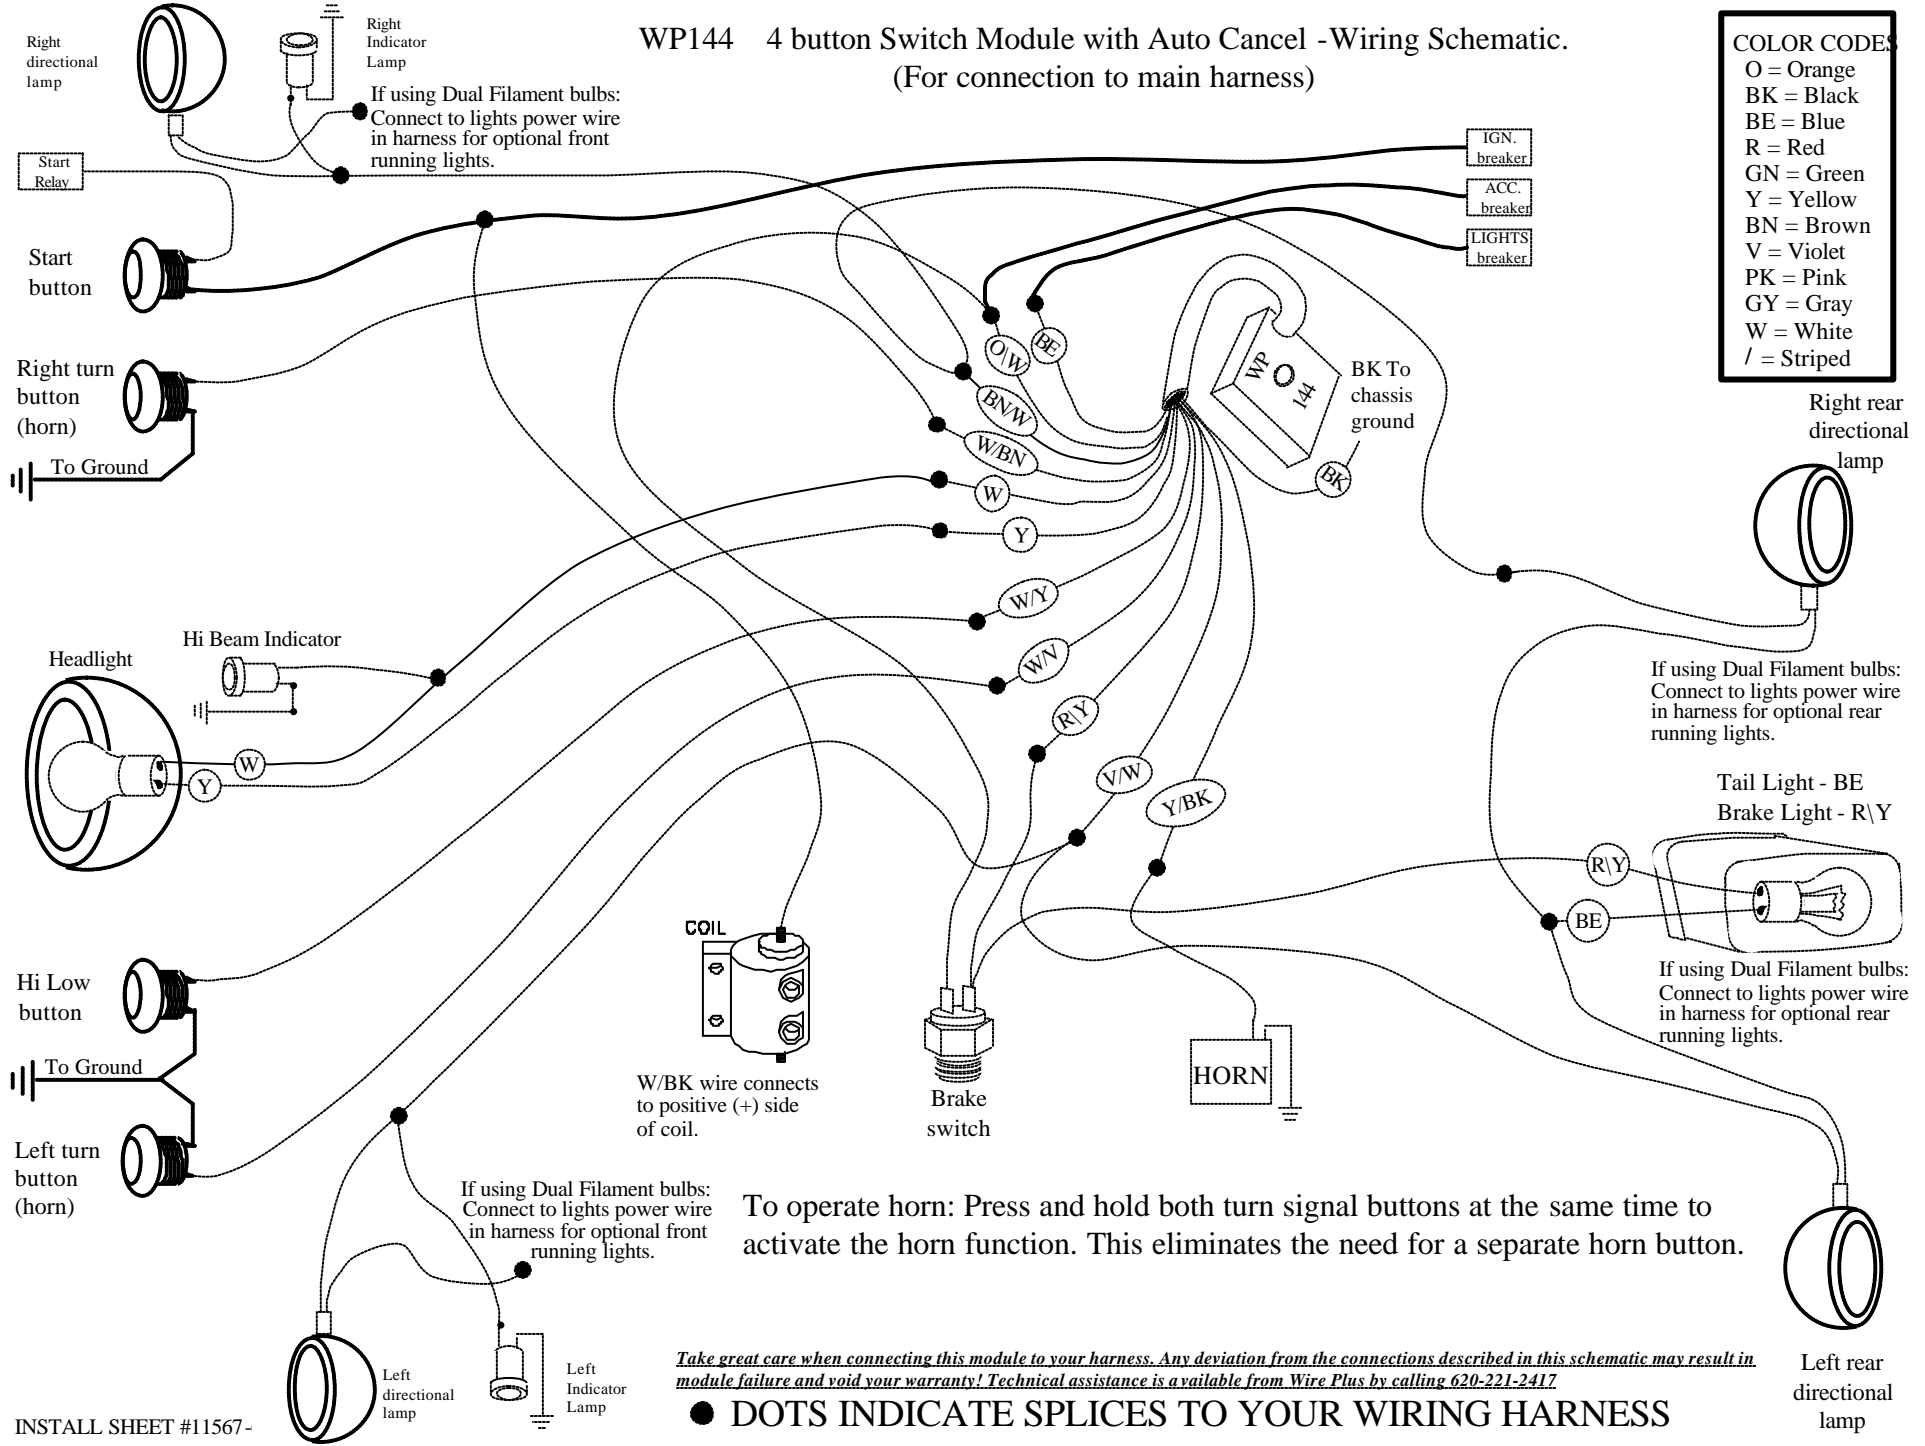 WP144 4 button Switch Module with Auto Cancel -Wiring Schematic.
(For connection to main harness)
Right
directional
lamp
Right
Indicator
Lamp
If using Dual Filament bulbs:
Connect to lights power wire
in harness for optional front
running lights.
Start
Relay
Start
button
Right turn
button
(horn)
To Ground
IGN.
breaker
ACC.
breaker
LIGHTS
breaker
COLOR CODES
O = Orange
BK = Black
BE = Blue
R = Red
GN = Green
Y = Yellow
BN = Brown
V = Violet
PK = Pink
GY = Gray
W = White
/ = Striped
O\W
BE
BN/W
W/BN
W
Y
W/Y
W/V
R\Y
V/W
Y/BK
WP
144
BK To
chassis
ground
BK
Right rear
directional
lamp
If using Dual Filament bulbs:
Connect to lights power wire
in harness for optional rear
running lights.
Hi Beam Indicator
Headlight
W
Y
Tail Light - BE
Brake Light - R\Y
R\Y
BE
If using Dual Filament bulbs:
Connect to lights power wire
in harness for optional rear
running lights.
Hi Low
button
To Ground
Left turn
button
(horn)
COIL
W/BK wire connects
to positive (+) side
of coil.
Brake
switch
HORN
If using Dual Filament bulbs:
Connect to lights power wire
in harness for optional front
running lights.
To operate horn: Press and hold both turn signal buttons at the same time to
activate the horn function. This eliminates the need for a separate horn button.
Left
directional
lamp
Left
Indicator
Lamp
Left rear
directional
lamp
Take great care when connecting this module to your harness. Any deviation from the connections described in this schematic may result in
module failure and void your warranty! Technical assistance is available from Wire Plus by calling 620-221-2417
DOTS INDICATE SPLICES TO YOUR WIRING HARNESS
INSTALL SHEET #11567-